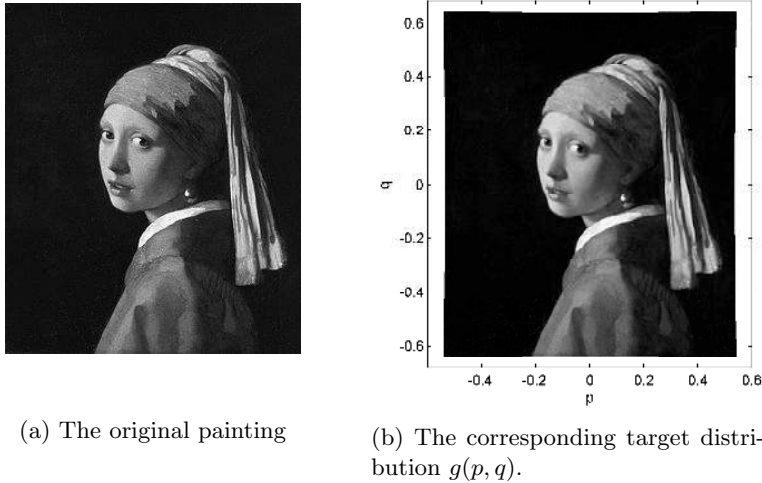 0.6
0.4
0.2
0
-0.2
-0.4
-0.6
q
-0.4 -0.2 0 0.2 0.4 0.6
p
(a) The original painting
(b) The corresponding target distri-
bution g(p, q).